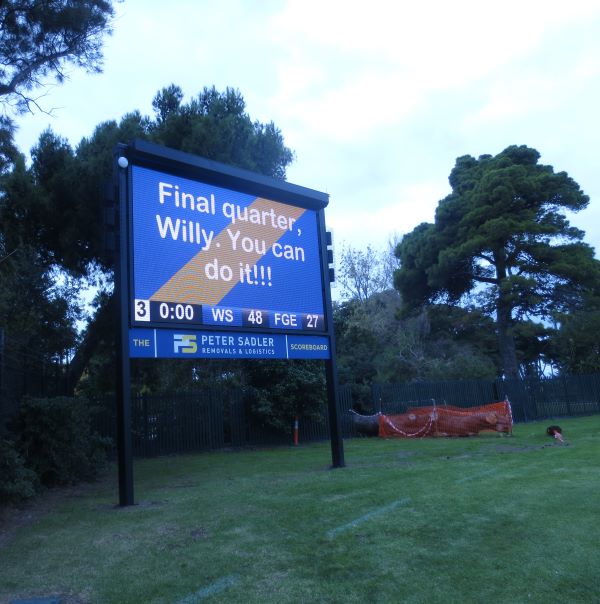 Final quarter,
Willy. You can
do it!!!
3 0:00 WS 48 FGE 27
THE PS PETER SADLER SCOREBOARD
REMOVALS & LOGISTICS